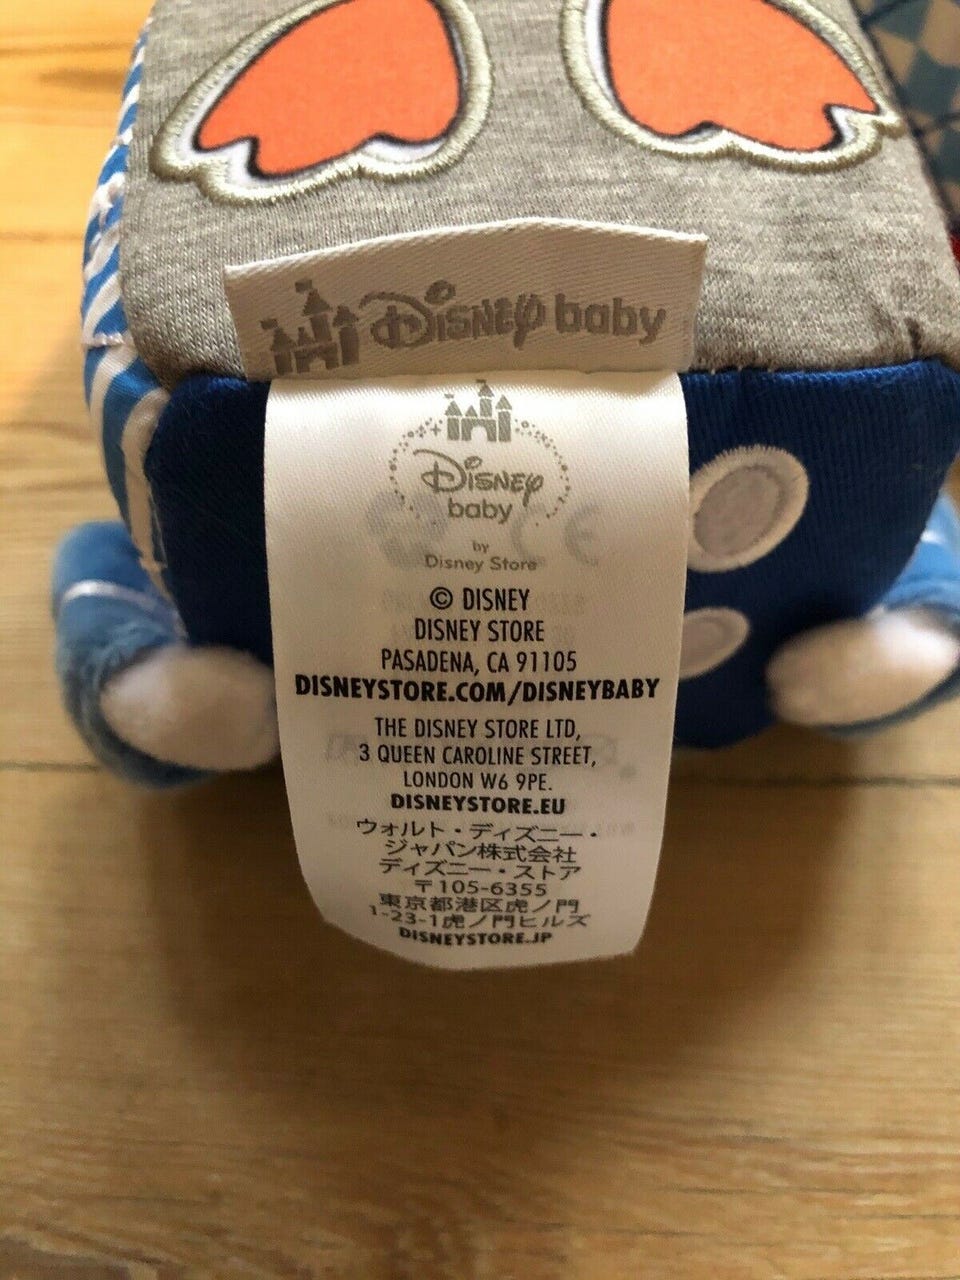 Disney baby
Disney
baby
by
Disney Store
© DISNEY
DISNEY STORE
PASADENA, CA 91105
DISNEYSTORE.COM/DISNEYBABY
THE DISNEY STORE LTD,
3 QUEEN CAROLINE STREET,
LONDON W6 9PE.
DISNEYSTORE.EU
ウォルト・ディズニー・
ジャパン株式会社
ディズニー・ストア
〒105-6355
東京都港区虎ノ門
1-23-1虎ノ門ヒルズ
DISNEYSTORE.JP